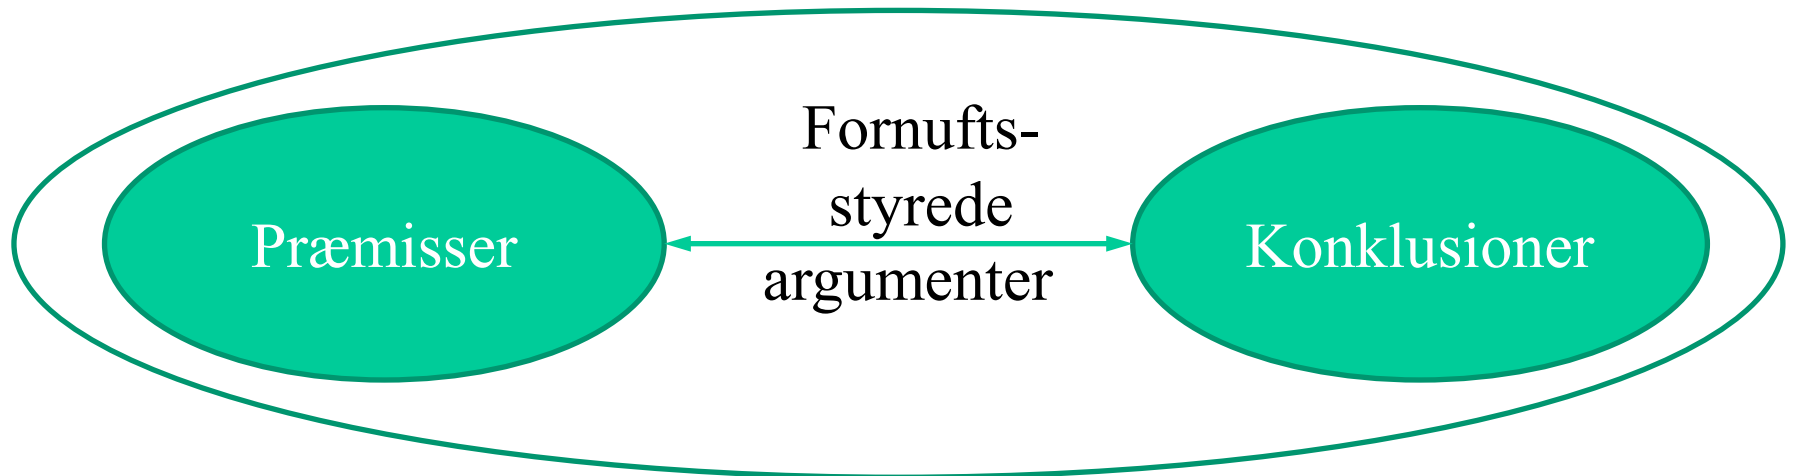 Præmisser
Fornufts-
styrede
argumenter
Konklusioner